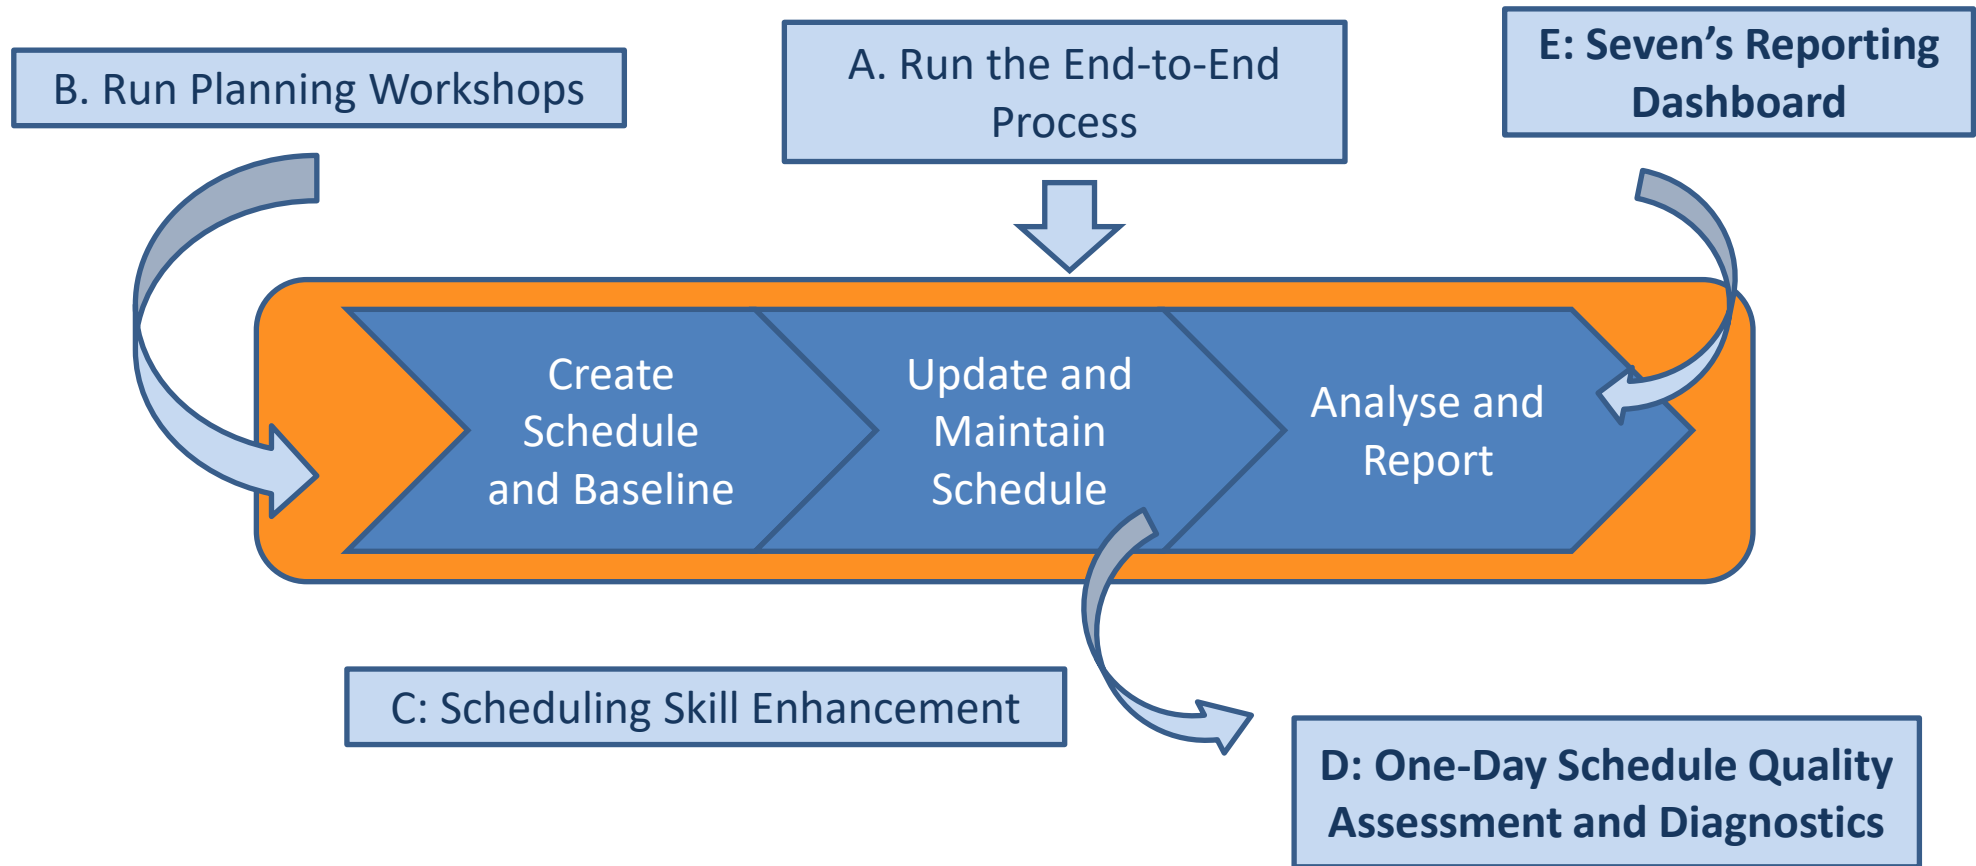 B. Run Planning Workshops
A. Run the End-to-End
Process
E: Seven’s Reporting
Dashboard
Create
Schedule
and Baseline
Update and
Maintain
Schedule
Analyse and
Report
C: Scheduling Skill Enhancement
D: One-Day Schedule Quality
Assessment and Diagnostics